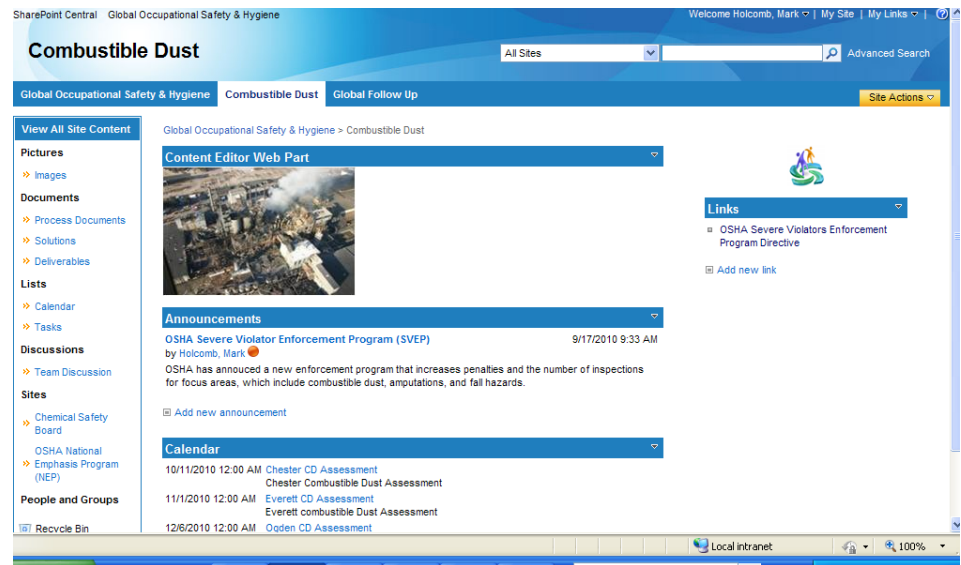 SharePoint Central Global Occupational Safety & Hygiene
Welcome Holcomb, Mark | My Site | My Links |
Combustible Dust
All Sites
Advanced Search
Global Occupational Safety & Hygiene Combustible Dust Global Follow Up
Site Actions
View All Site Content
Pictures
Images
Documents
Process Documents
Solutions
Deliverables
Lists
Calendar
Tasks
Discussions
Team Discussion
Sites
Chemical Safety
Board
OSHA National
Emphasis Program
(NEP)
People and Groups
Recycle Bin
Global Occupational Safety & Hygiene > Combustible Dust
Content Editor Web Part
Announcements
OSHA Severe Violator Enforcement Program (SVEP) 9/17/2010 9:33 AM
by Holcomb, Mark
OSHA has annouced a new enforcement program that increases penalties and the number of inspections
for focus areas, which include combustible dust, amputations, and fall hazards.
Add new announcement
Calendar
10/11/2010 12:00 AM Chester CD Assessment
Chester Combustible Dust Assessment
11/1/2010 12:00 AM Everett CD Assessment
Everett combustible Dust Assessment
12/6/2010 12:00 AM Ogden CD Assessment
Links
OSHA Severe Violators Enforcement
Program Directive
Add new link
Local intranet
100%